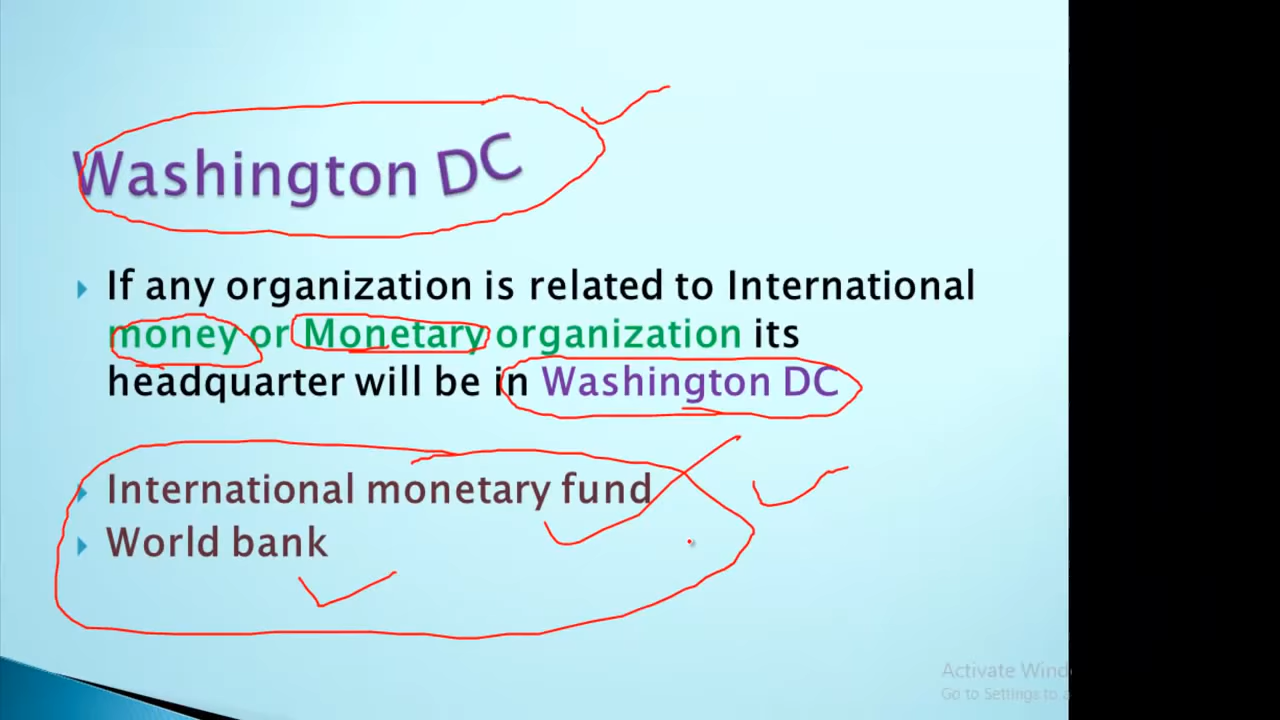 Washington DC
If any organization is related to International
money or Monetary organization its
headquarter will be in Washington DC
International monetary fund
World bank
Activate Wind
Go to Settings to a